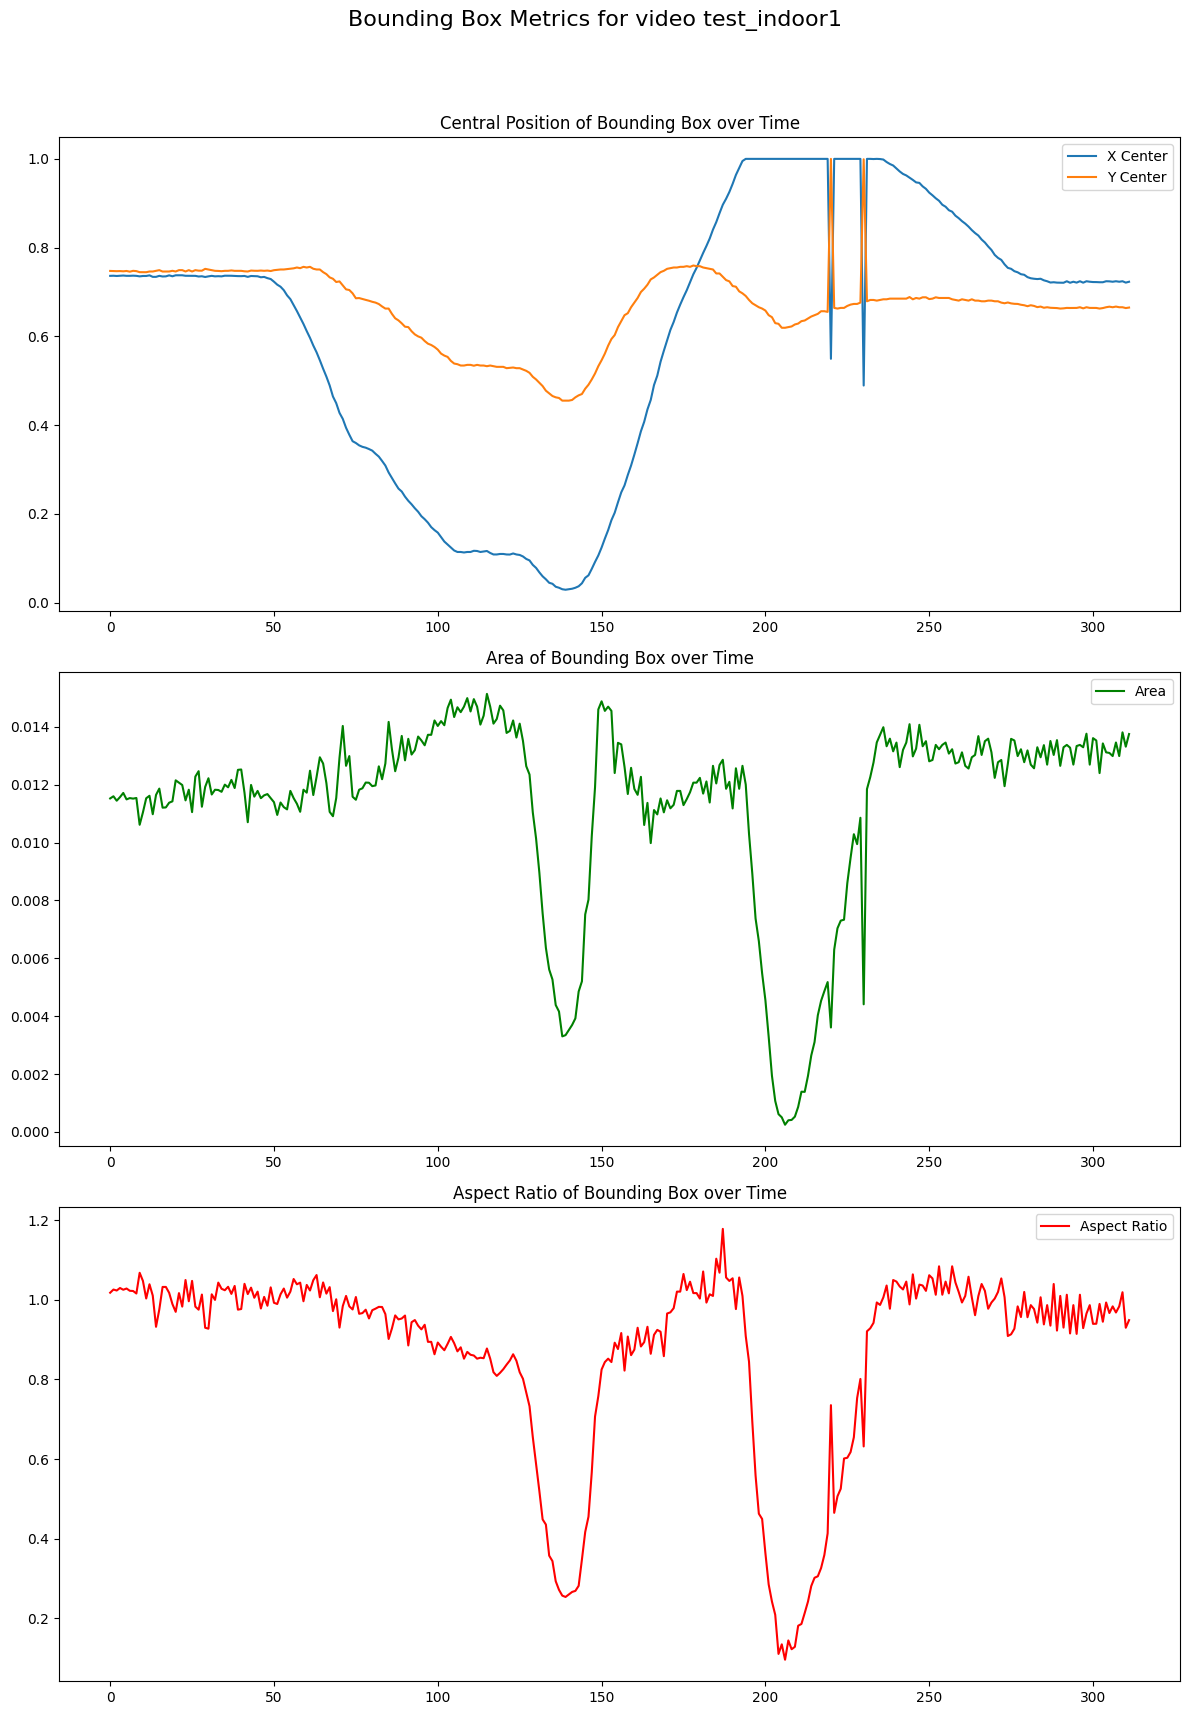 Bounding Box Metrics for video test_indoor1
Central Position of Bounding Box over Time
X Center
Y Center
1.0
0.8
0.6
0.4
0.2
0.0
0 50 100 150 200 250 300
Area of Bounding Box over Time
Area
0.014
0.012
0.010
0.008
0.006
0.004
0.002
0.000
0 50 100 150 200 250 300
Aspect Ratio of Bounding Box over Time
Aspect Ratio
1.2
1.0
0.8
0.6
0.4
0.2
0 50 100 150 200 250 300